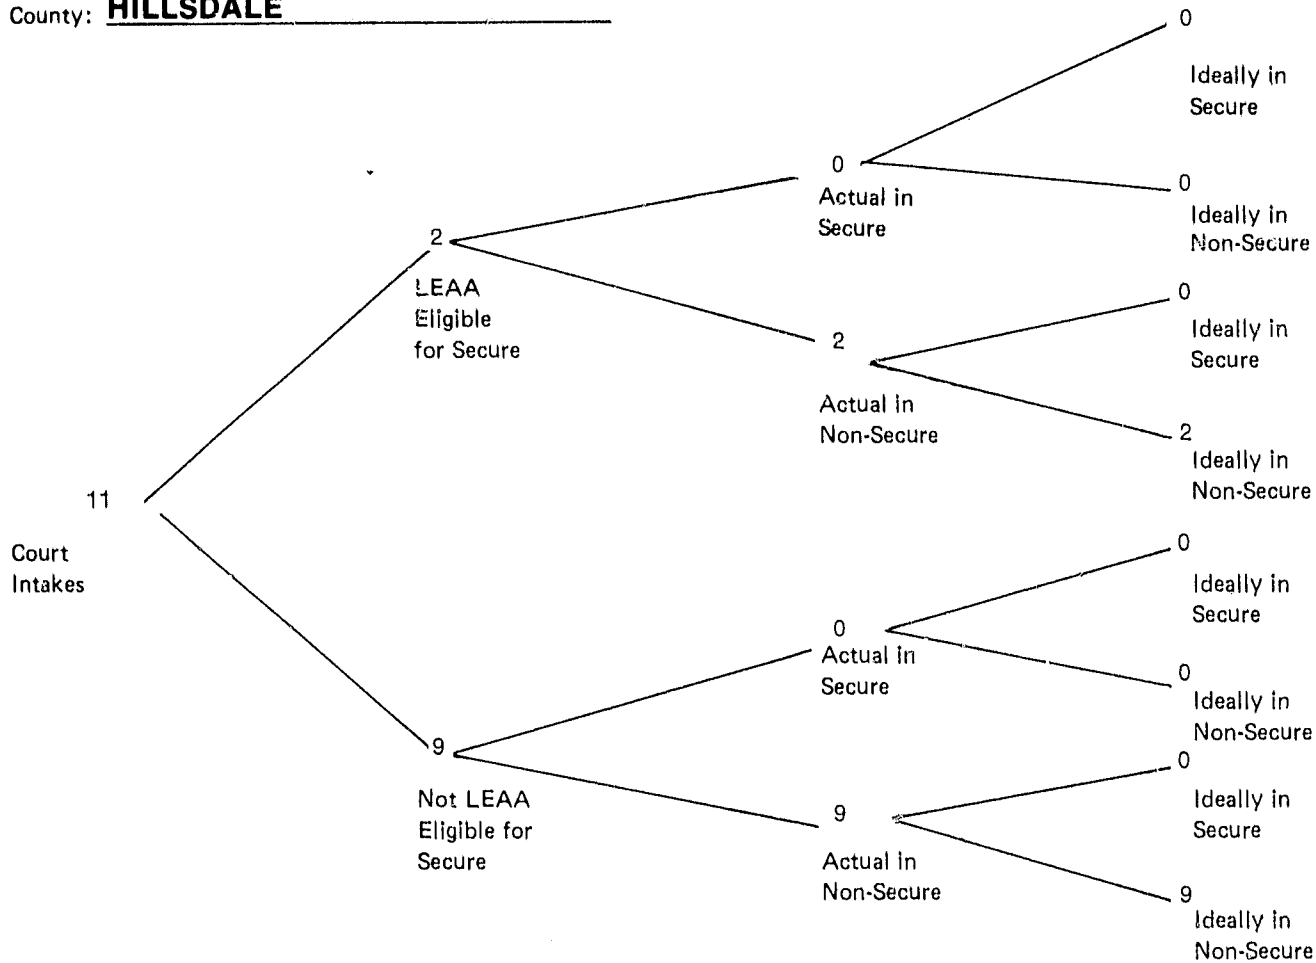 County: HILLSDALE
0
Ideally in
Secure
0
Actual in
Secure
0
Ideally in
Non-Secure
2
LEAA
Eligible
for Secure
0
Ideally in
Secure
2
Actual in
Non-Secure
2
Ideally in
Non-Secure
11
Court
Intakes
0
Ideally in
Secure
0
Actual in
Secure
0
Ideally in
Non-Secure
9
Not LEAA
Eligible for
Secure
0
Ideally in
Secure
9
Actual in
Non-Secure
9
Ideally in
Non-Secure